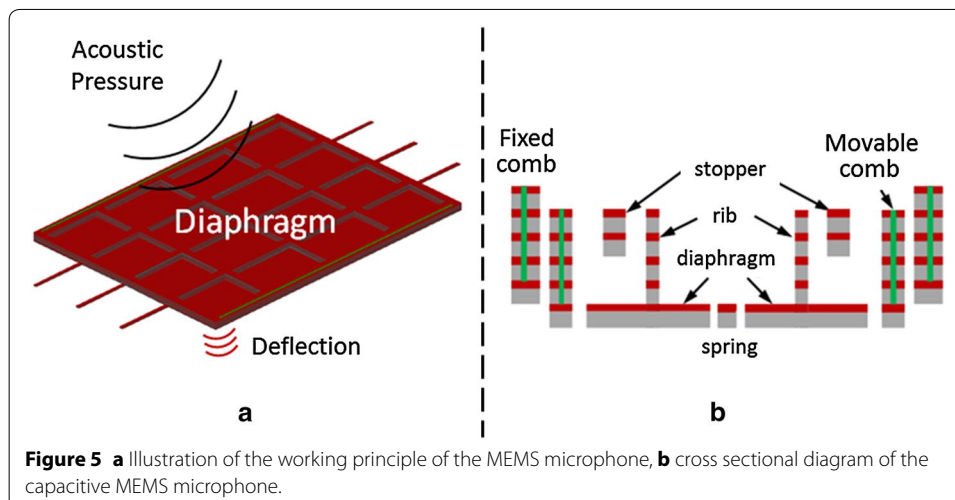 Acoustic
Pressure
Diaphragm
Deflection
a
Fixed
comb
stopper
Movable
comb
rib
diaphragm
spring
b
Figure 5 a Illustration of the working principle of the MEMS microphone, b cross sectional diagram of the
capacitive MEMS microphone.